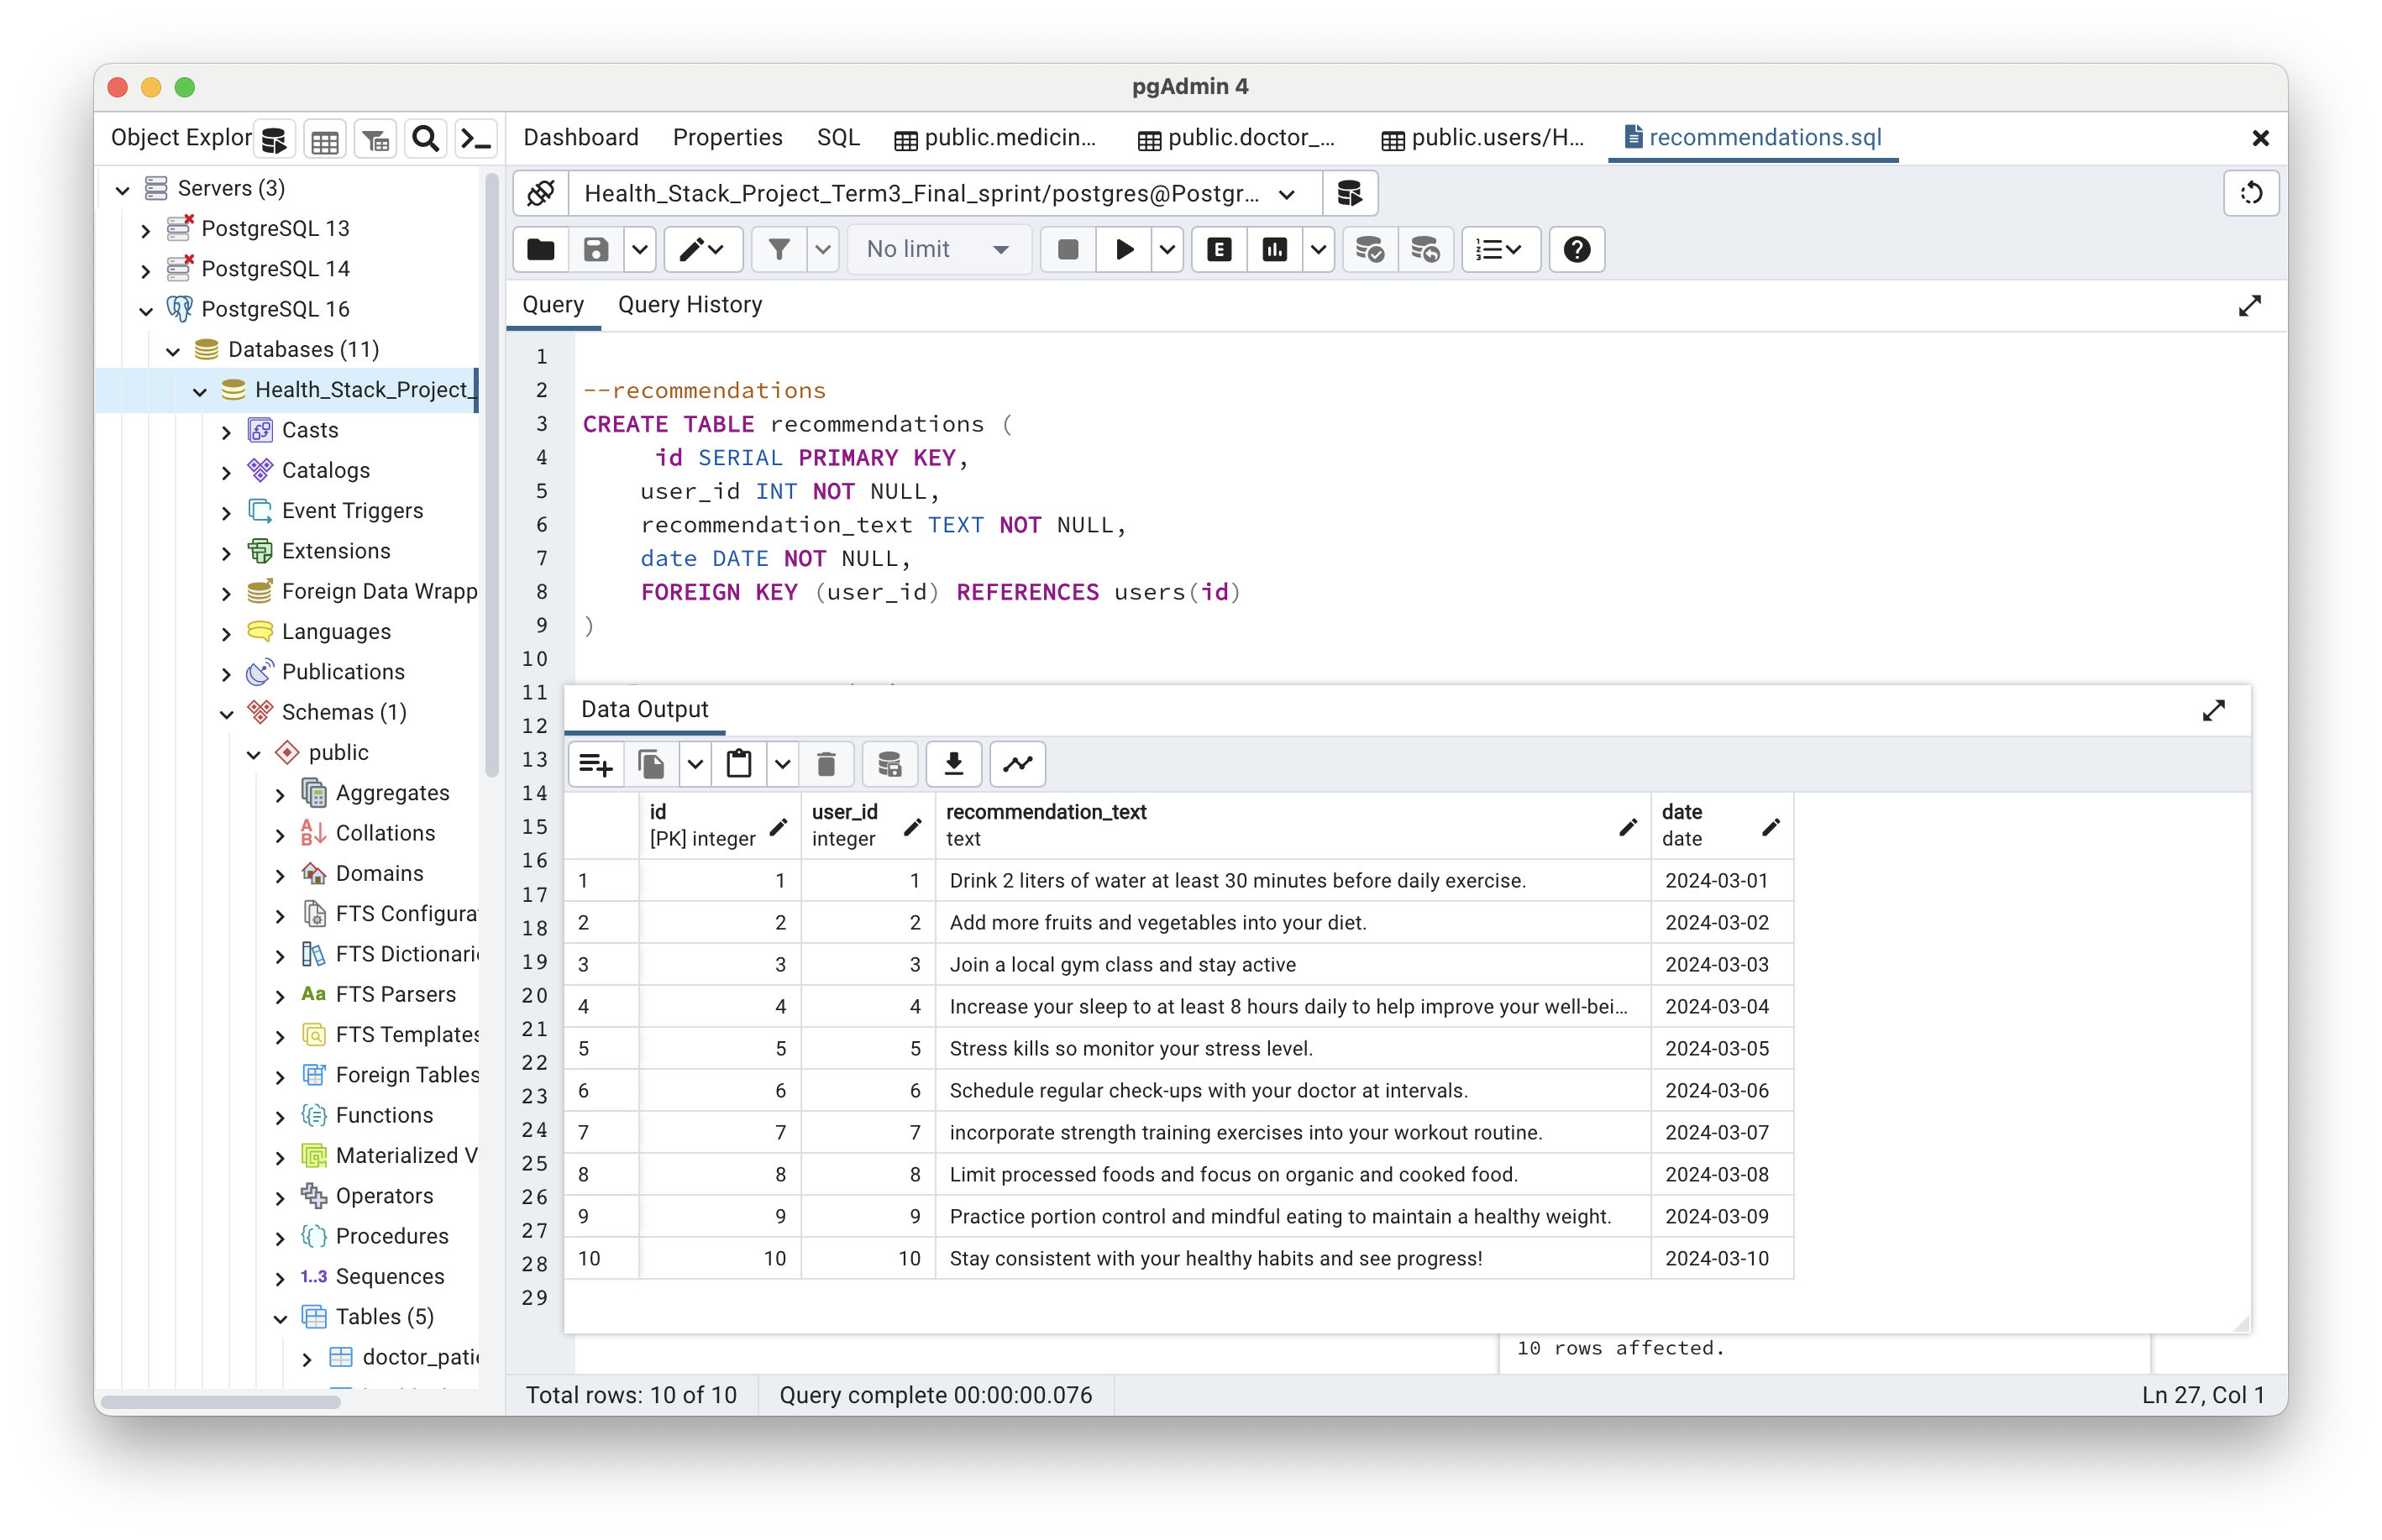 pgAdmin 4
Object Explor
Dashboard
Properties
SQL
public.medicin...
public.doctor_...
public.users/H...
recommendations.sql
Servers (3)
PostgreSQL 13
PostgreSQL 14
PostgreSQL 16
Databases (11)
Health_Stack_Project_
Casts
Catalogs
Event Triggers
Extensions
Foreign Data Wrapp
Languages
Publications
Schemas (1)
public
Aggregates
Collations
Domains
FTS Configura
FTS Dictionari
Aa FTS Parsers
FTS Templates
Foreign Tables
Functions
Materialized V
Operators
Procedures
1..3 Sequences
Tables (5)
doctor_patie
Health_Stack_Project_Term3_Final_sprint/postgres@Postgr...
No limit
E
Query
Query History
1
2 --recommendations
3 CREATE TABLE recommendations (
4 id SERIAL PRIMARY KEY,
5 user_id INT NOT NULL,
6 recommendation_text TEXT NOT NULL,
7 date DATE NOT NULL,
8 FOREIGN KEY (user_id) REFERENCES users(id)
9 )
10
11
12
13
14
15
16
17
18
19
20
21
22
23
24
25
26
27
28
29
Data Output
id user_id recommendation_text date
[PK] integer integer text date
1 1 1 Drink 2 liters of water at least 30 minutes before daily exercise. 2024-03-01
2 2 2 Add more fruits and vegetables into your diet. 2024-03-02
3 3 3 Join a local gym class and stay active 2024-03-03
4 4 4 Increase your sleep to at least 8 hours daily to help improve your well-bei... 2024-03-04
5 5 5 Stress kills so monitor your stress level. 2024-03-05
6 6 6 Schedule regular check-ups with your doctor at intervals. 2024-03-06
7 7 7 incorporate strength training exercises into your workout routine. 2024-03-07
8 8 8 Limit processed foods and focus on organic and cooked food. 2024-03-08
9 9 9 Practice portion control and mindful eating to maintain a healthy weight. 2024-03-09
10 10 10 Stay consistent with your healthy habits and see progress! 2024-03-10
10 rows affected.
Total rows: 10 of 10
Query complete 00:00:00.076
Ln 27, Col 1